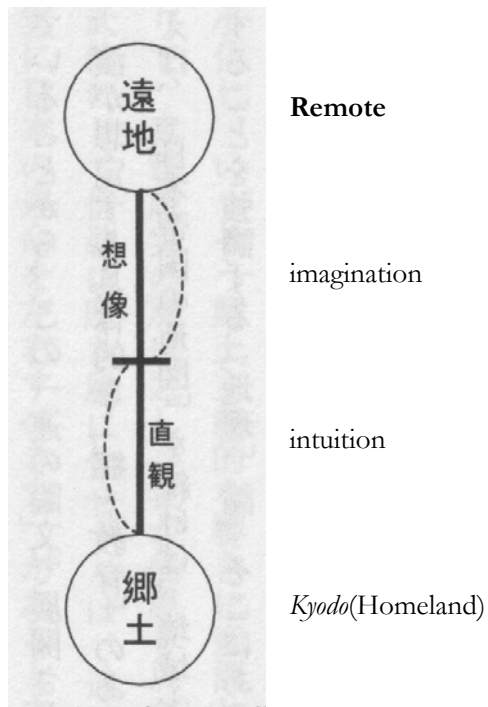 遠地
Remote
想像
imagination
直観
intuition
郷土
Kyodo(Homeland)